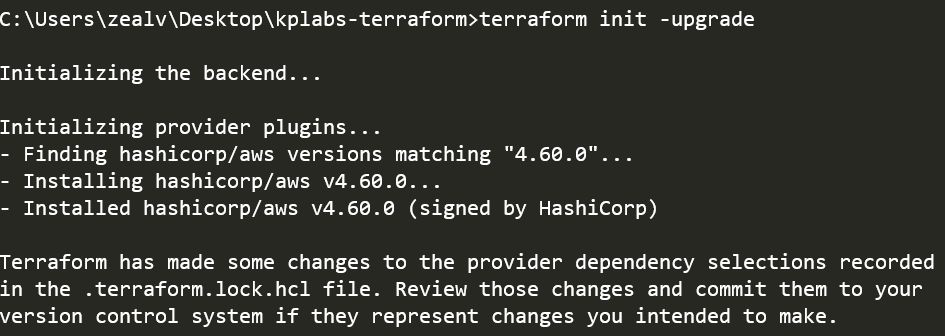 C:\Users\zealv\Desktop\kplabs-terraform>terraform init -upgrade
Initializing the backend...
Initializing provider plugins...
- Finding hashicorp/aws versions matching "4.60.0"...
- Installing hashicorp/aws v4.60.0...
- Installed hashicorp/aws v4.60.0 (signed by HashiCorp)
Terraform has made some changes to the provider dependency selections recorded
in the .terraform.lock.hcl file. Review those changes and commit them to your
version control system if they represent changes you intended to make.